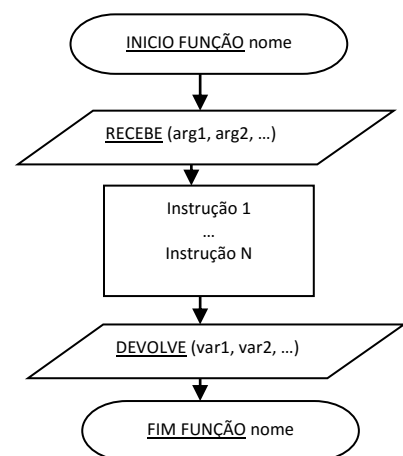 INICIO FUNÇÃO nome
RECEBE (arg1, arg2, …)
Instrução 1
…
Instrução N
DEVOLVE (var1, var2, …)
FIM FUNÇÃO nome